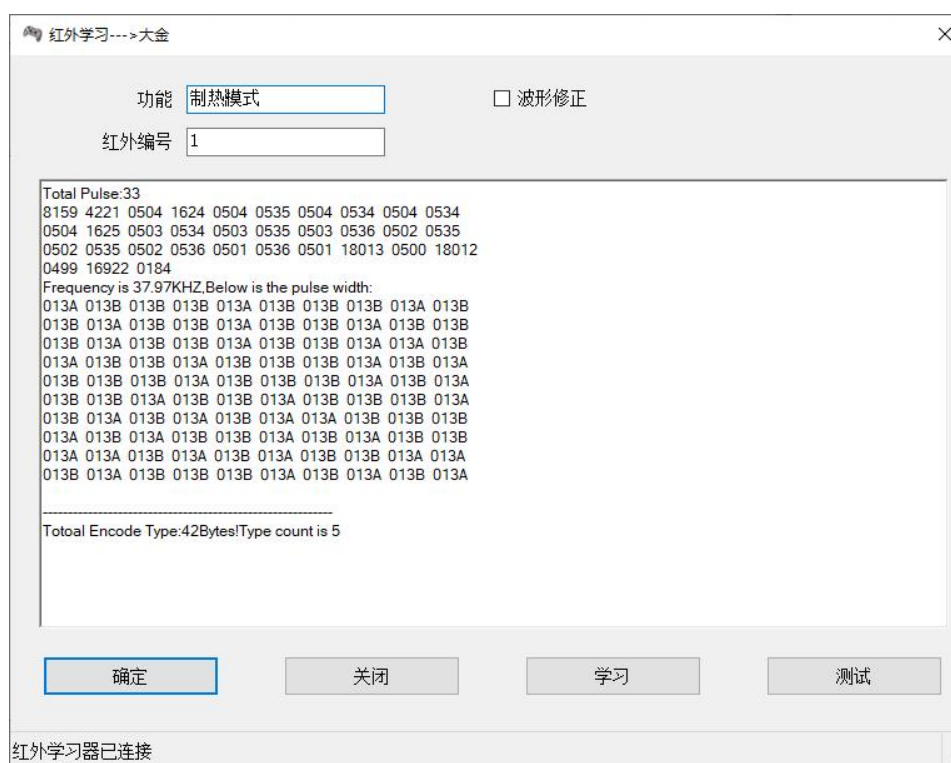 红外学习--->大金
功能 制热模式 波形修正
红外编号 1
Total Pulse:33
8159 4221 0504 1624 0504 0535 0504 0534 0504 0534
0504 1625 0503 0534 0503 0535 0503 0536 0502 0535
0502 0535 0502 0536 0501 0536 0501 18013 0500 18012
0499 16922 0184
Frequency is 37.97KHZ,Below is the pulse width:
013A 013B 013B 013B 013A 013B 013B 013B 013A 013B
013B 013A 013B 013B 013A 013B 013B 013A 013B 013B
013B 013A 013B 013B 013A 013B 013B 013A 013A 013B
013A 013B 013B 013A 013B 013B 013B 013A 013B 013A
013B 013B 013B 013A 013B 013B 013B 013A 013B 013A
013B 013B 013A 013B 013B 013A 013B 013B 013B 013A
013B 013A 013B 013A 013B 013A 013A 013B 013B 013B
013A 013B 013A 013B 013B 013A 013B 013A 013B 013B
013A 013A 013B 013A 013B 013A 013B 013B 013A 013A
013B 013A 013B 013B 013B 013A 013B 013A 013B 013A
----------------------------------------------------------
Totoal Encode Type:42Bytes!Type count is 5
确定 关闭 学习 测试
红外学习器已连接